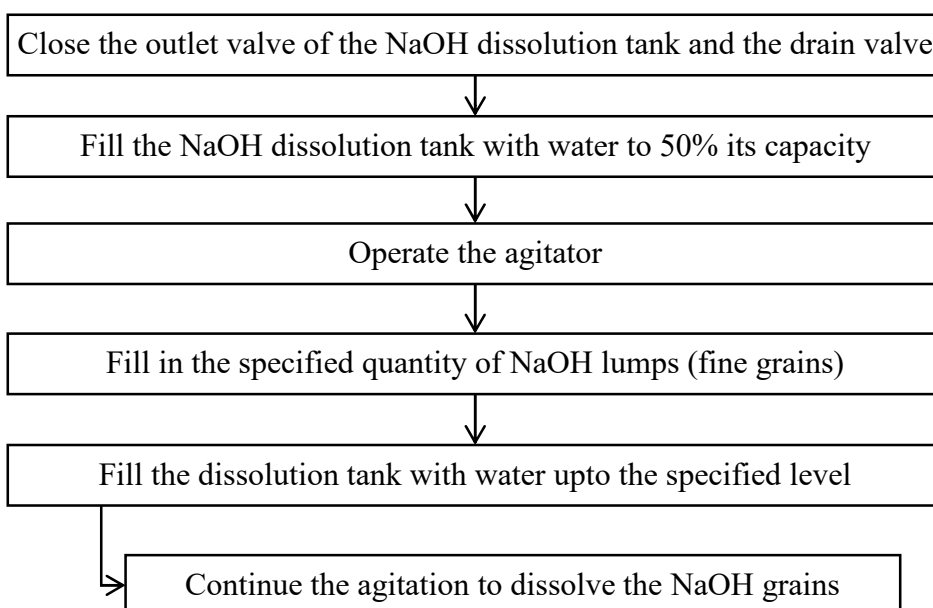 Close the outlet valve of the NaOH dissolution tank and the drain valve
Fill the NaOH dissolution tank with water to 50% its capacity
Operate the agitator
Fill in the specified quantity of NaOH lumps (fine grains)
Fill the dissolution tank with water upto the specified level
Continue the agitation to dissolve the NaOH grains